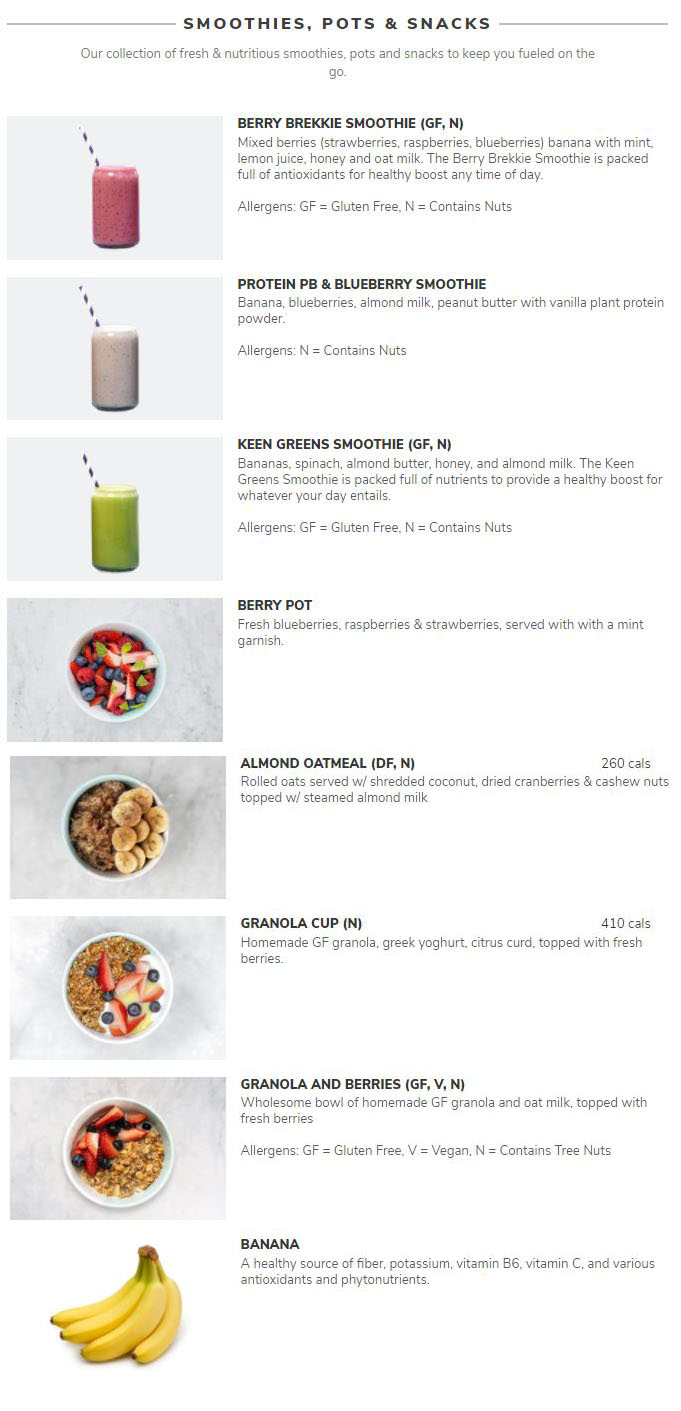 SMOOTHIES, POTS & SNACKS
Our collection of fresh & nutritious smoothies, pots and snacks to keep you fueled on the
go.
BERRY BREKKIE SMOOTHIE (GF, N)
Mixed berries (strawberries, raspberries, blueberries) banana with mint,
lemon juice, honey and oat milk. The Berry Brekkie Smoothie is packed
full of antioxidants for healthy boost any time of day.
Allergens: GF = Gluten Free, N = Contains Nuts
PROTEIN PB & BLUEBERRY SMOOTHIE
Banana, blueberries, almond milk, peanut butter with vanilla plant protein
powder.
Allergens: N = Contains Nuts
KEEN GREENS SMOOTHIE (GF, N)
Bananas, spinach, almond butter, honey, and almond milk. The Keen
Greens Smoothie is packed full of nutrients to provide a healthy boost for
whatever your day entails.
Allergens: GF = Gluten Free, N = Contains Nuts
BERRY POT
Fresh blueberries, raspberries & strawberries, served with with a mint
garnish.
ALMOND OATMEAL (DF, N) 260 cals
Rolled oats served w/ shredded coconut, dried cranberries & cashew nuts
topped w/ steamed almond milk
GRANOLA CUP (N) 410 cals
Homemade GF granola, greek yoghurt, citrus curd, topped with fresh
berries.
GRANOLA AND BERRIES (GF, V, N)
Wholesome bowl of homemade GF granola and oat milk, topped with
fresh berries
Allergens: GF = Gluten Free, V = Vegan, N = Contains Tree Nuts
BANANA
A healthy source of fiber, potassium, vitamin B6, vitamin C, and various
antioxidants and phytonutrients.